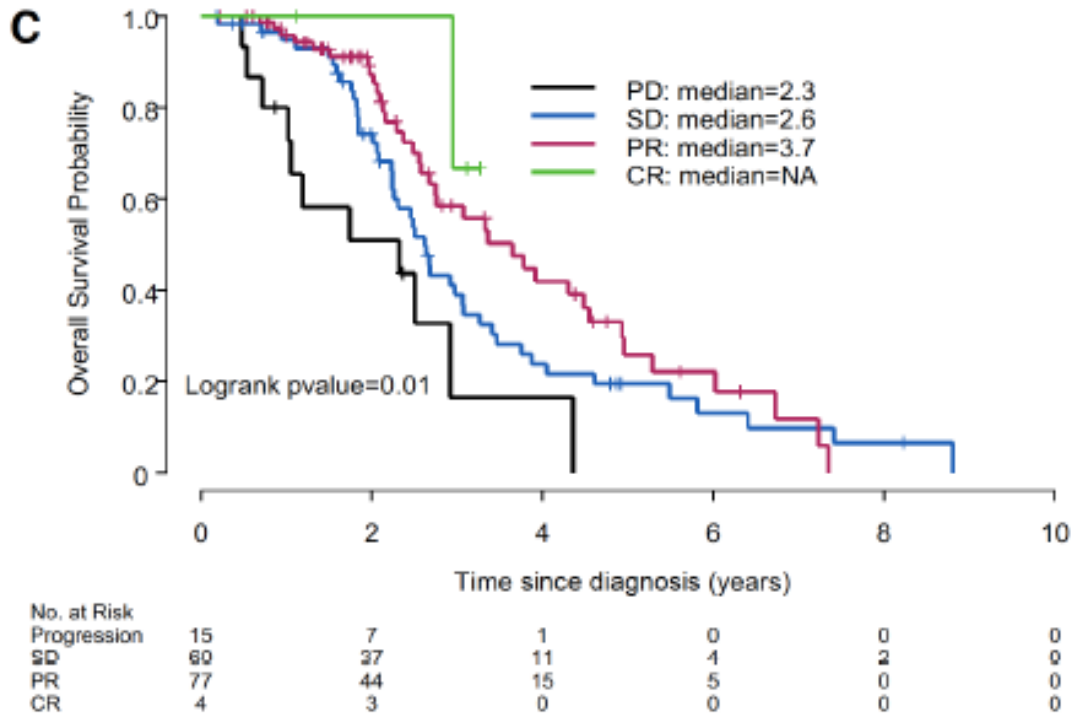 C
1.0
0.8
0.6
0.4
0.2
0
Overall Survival Probability
PD: median=2.3
SD: median=2.6
PR: median=3.7
CR: median=NA
Logrank pvalue=0.01
0 2 4 6 8 10
Time since diagnosis (years)
No. at Risk
Progression 15 7 1 0 0 0
SD 60 37 11 4 2 0
PR 77 44 15 5 0 0
CR 4 3 0 0 0 0